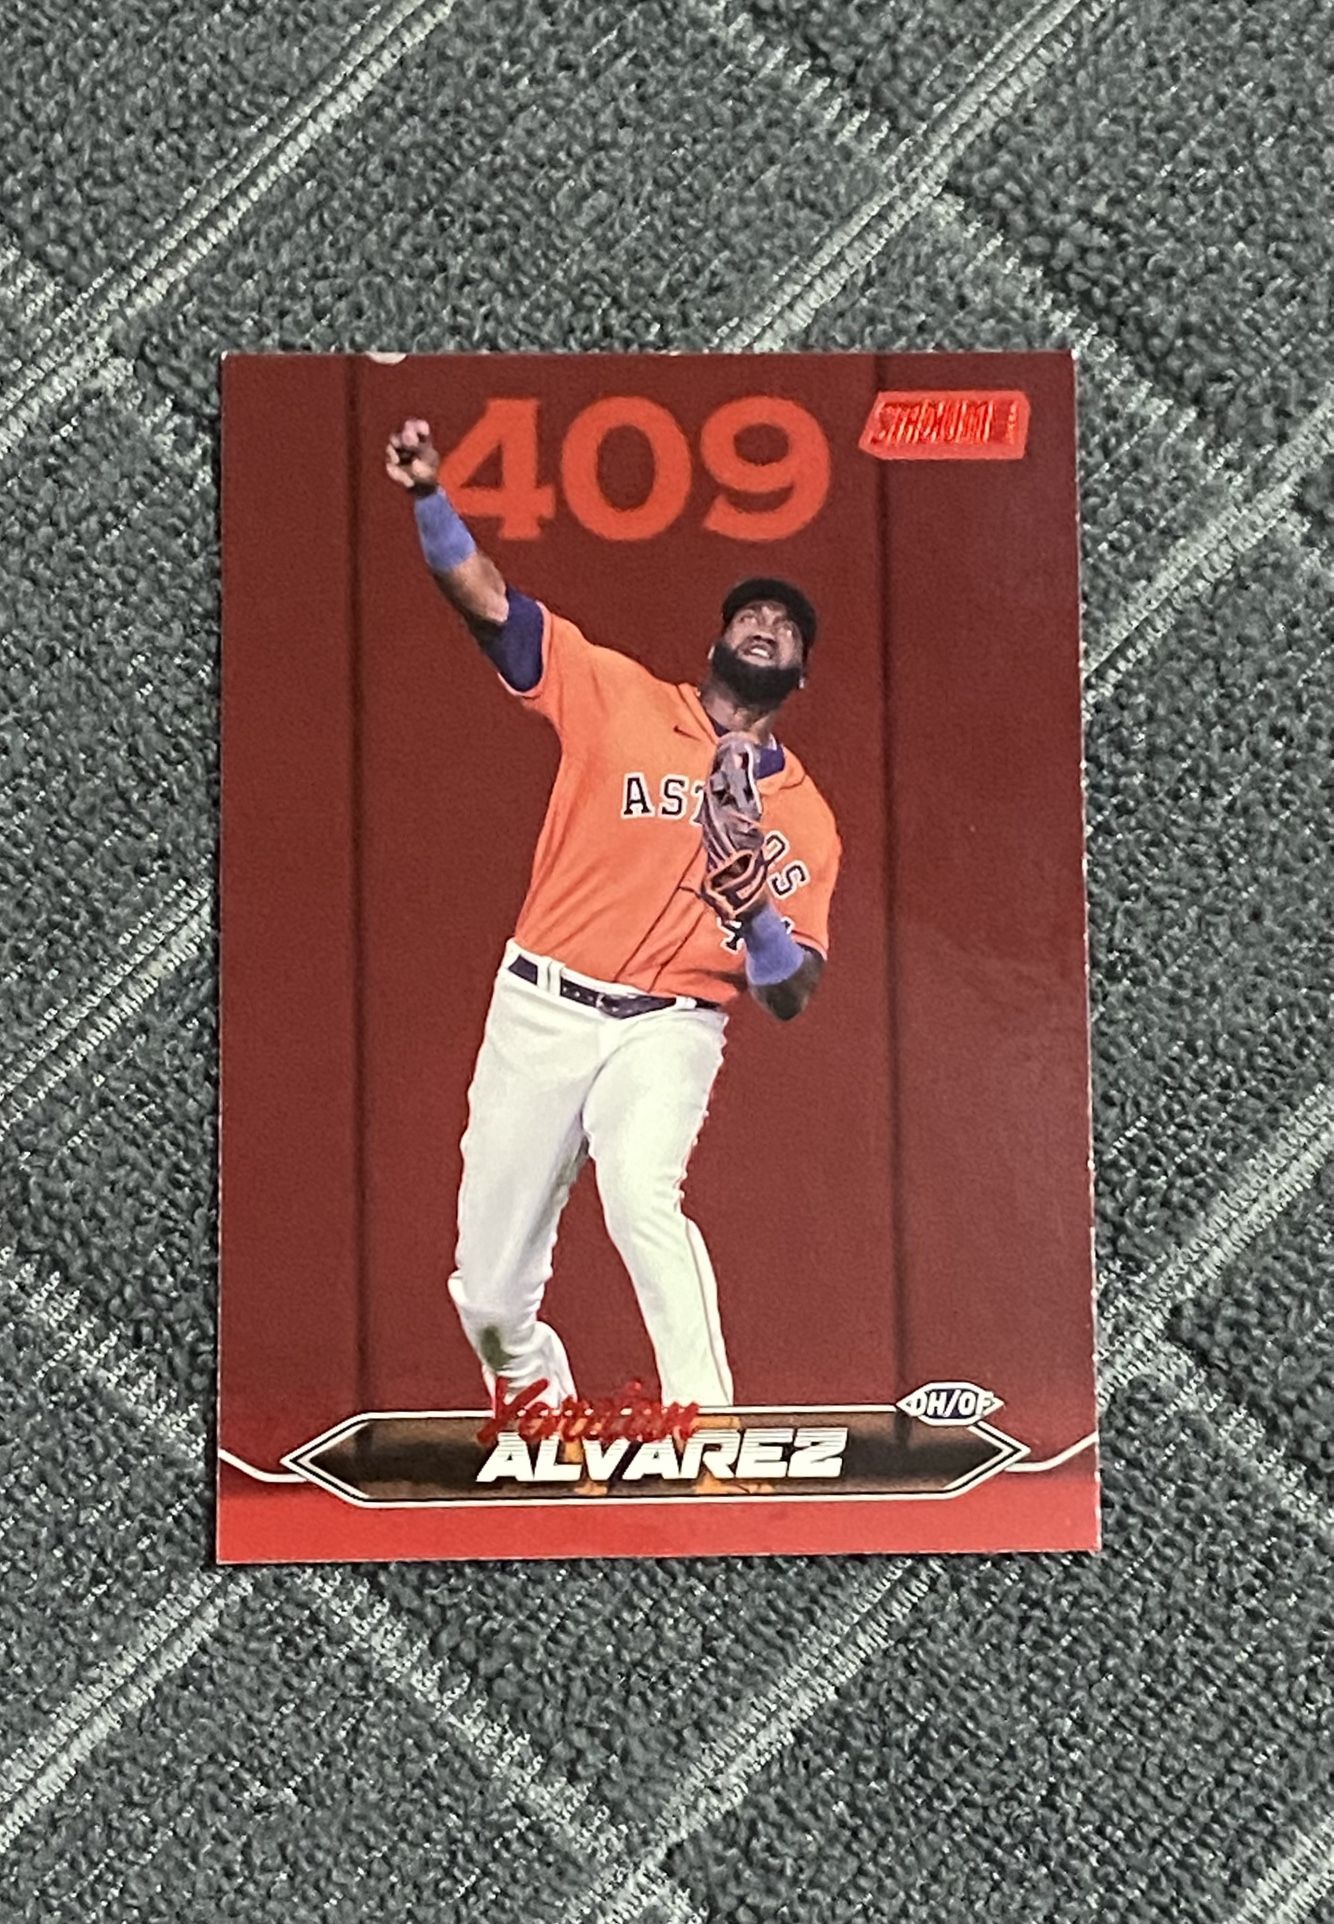 409
STADIUM
ASTROS
DH/OF
Yordan
ALVAREZ